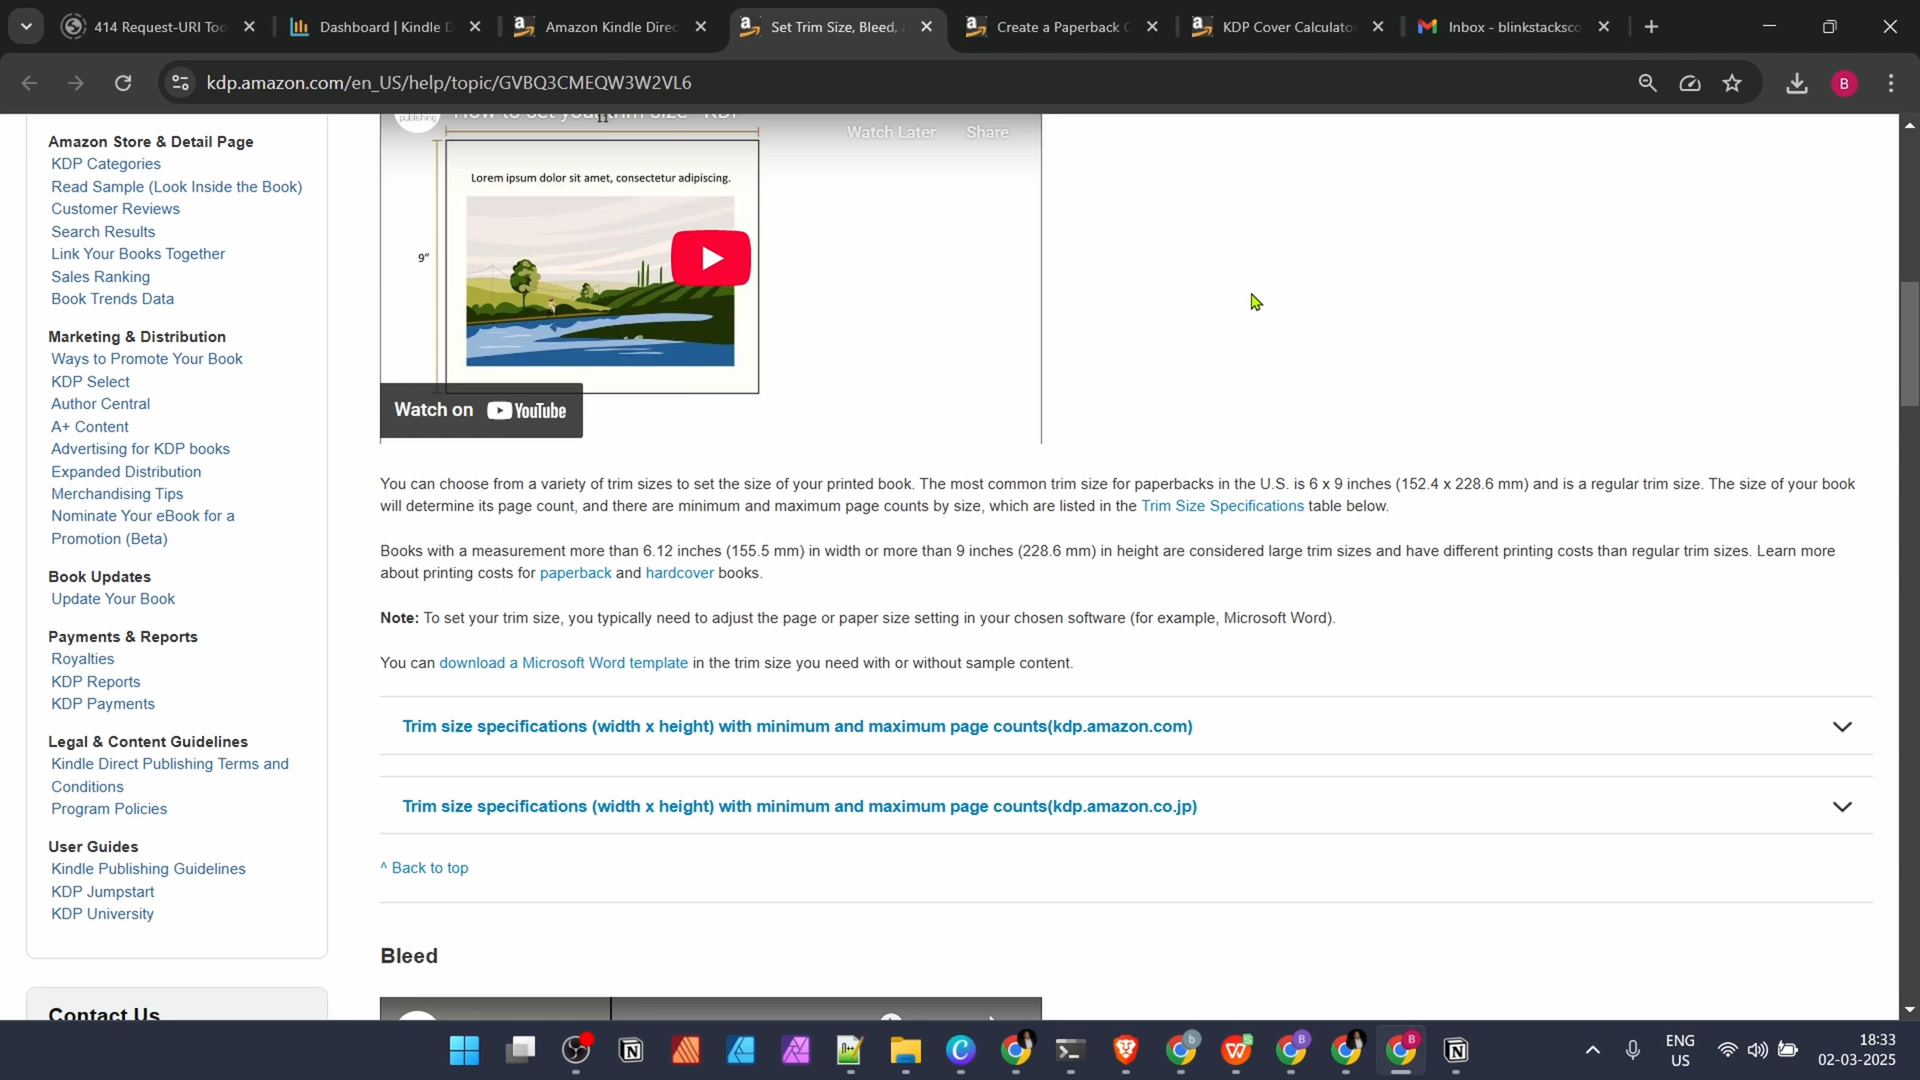 414 Request-URI Too
Dashboard | Kindle D
Amazon Kindle Direc
Set Trim Size, Bleed,
Create a Paperback C
KDP Cover Calculator
Inbox - blinkstacksco
kdp.amazon.com/en_US/help/topic/GVBQ3CMEQW3W2VL6
B
Amazon Store & Detail Page
KDP Categories
Read Sample (Look Inside the Book)
Customer Reviews
Search Results
Link Your Books Together
Sales Ranking
Book Trends Data
Marketing & Distribution
Ways to Promote Your Book
KDP Select
Author Central
A+ Content
Advertising for KDP books
Expanded Distribution
Merchandising Tips
Nominate Your eBook for a
Promotion (Beta)
Book Updates
Update Your Book
Payments & Reports
Royalties
KDP Reports
KDP Payments
Legal & Content Guidelines
Kindle Direct Publishing Terms and
Conditions
Program Policies
User Guides
Kindle Publishing Guidelines
KDP Jumpstart
KDP University
Contact Us
publishing
How to set your trim size - KDP
11"
Watch Later
Share
Lorem ipsum dolor sit amet, consectetur adipiscing.
9"
Watch on YouTube
You can choose from a variety of trim sizes to set the size of your printed book. The most common trim size for paperbacks in the U.S. is 6 x 9 inches (152.4 x 228.6 mm) and is a regular trim size. The size of your book
will determine its page count, and there are minimum and maximum page counts by size, which are listed in the Trim Size Specifications table below.
Books with a measurement more than 6.12 inches (155.5 mm) in width or more than 9 inches (228.6 mm) in height are considered large trim sizes and have different printing costs than regular trim sizes. Learn more
about printing costs for paperback and hardcover books.
Note: To set your trim size, you typically need to adjust the page or paper size setting in your chosen software (for example, Microsoft Word).
You can download a Microsoft Word template in the trim size you need with or without sample content.
Trim size specifications (width x height) with minimum and maximum page counts(kdp.amazon.com)
Trim size specifications (width x height) with minimum and maximum page counts(kdp.amazon.co.jp)
^ Back to top
Bleed
ENG
US
18:33
02-03-2025